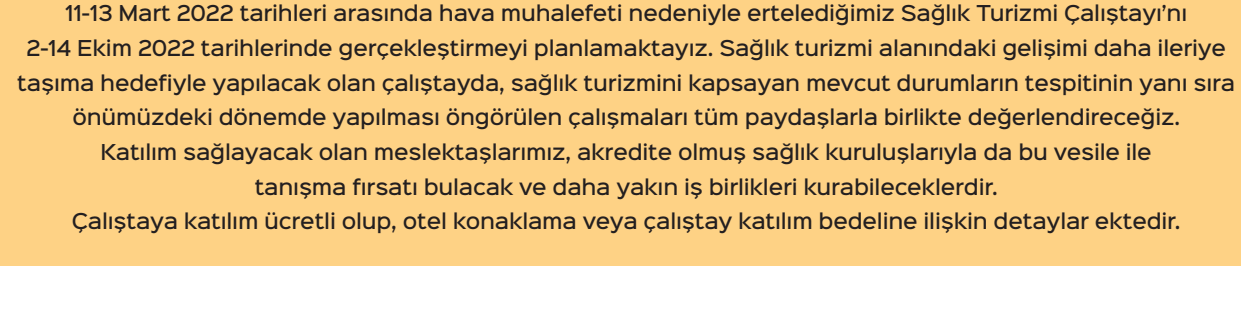 11-13 Mart 2022 tarihleri arasında hava muhalefeti nedeniyle ertelediğimiz Sağlık Turizmi Çalıştayı’nı
2-14 Ekim 2022 tarihlerinde gerçekleştirmeyi planlamaktayız. Sağlık turizmi alanındaki gelişimi daha ileriye
taşıma hedefiyle yapılacak olan çalıştayda, sağlık turizmini kapsayan mevcut durumların tespitinin yanı sıra
önümüzdeki dönemde yapılması öngörülen çalışmaları tüm paydaşlarla birlikte değerlendireceğiz.
Katılım sağlayacak olan meslektaşlarımız, akredite olmuş sağlık kuruluşlarıyla da bu vesile ile
tanışma fırsatı bulacak ve daha yakın iş birlikleri kurabileceklerdir.
Çalıştaya katılım ücretli olup, otel konaklama veya çalıştay katılım bedeline ilişkin detaylar ektedir.